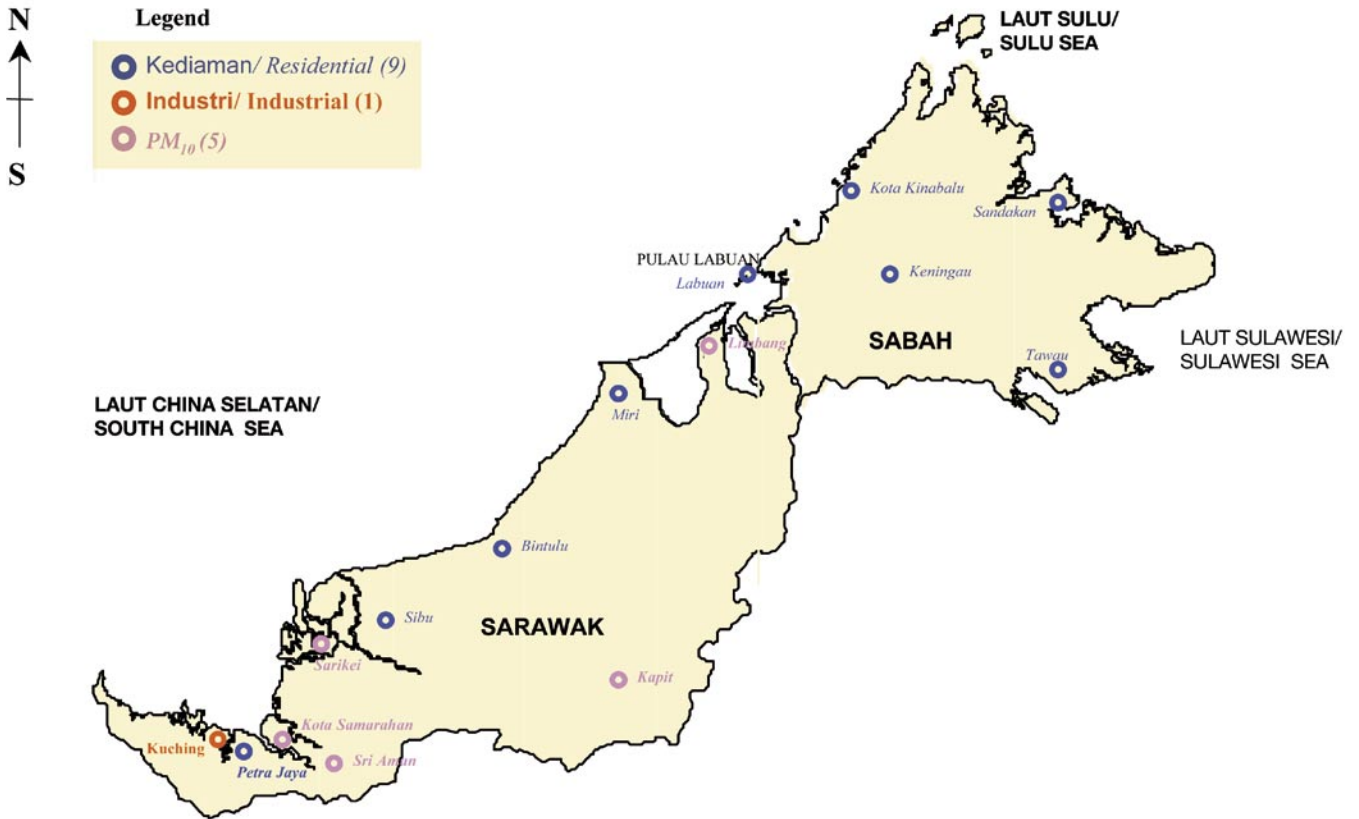 N
S
Legend
Kediaman/ Residential (9)
Industri/ Industrial (1)
PM10 (5)
LAUT SULU/
SULU SEA
Kota Kinabalu
Sandakan
PULAU LABUAN
Labuan
Keningau
SABAH
LAUT SULAWESI/
SULAWESI SEA
Tawau
Limbang
Miri
LAUT CHINA SELATAN/
SOUTH CHINA SEA
Bintulu
Sibu
SARAWAK
Sarikei
Kapit
Kota Samarahan
Kuching
Petra Jaya
Sri Aman